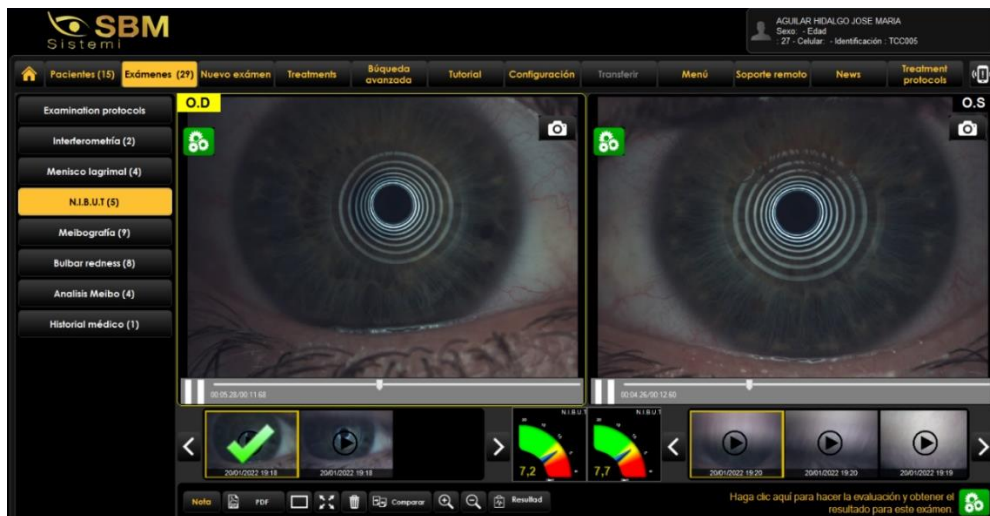 SBM
Sistemi
AGUILAR HIDALGO JOSE MARIA
Sexo: - Edad
: 27 - Celular: - Identificación : TCC005
Pacientes (15)
Exámenes (29)
Nuevo exámen
Treatments
Búqueda
avanzada
Tutorial
Configuración
Transferir
Menú
Soporte remoto
News
Treatment
protocols
Examination protocols
Interferometría (2)
Menisco lagrimal (4)
N.I.B.U.T (5)
Meibografía (9)
Bulbar redness (8)
Analisis Meibo (4)
Historial médico (1)
O.D
O.S
00:05.28/00:11.68
00:04.26/00:12.60
20/01/2022 19:18
20/01/2022 19:18
N.I.B.U.T
7,2
N.I.B.U.T
7,7
20/01/2022 19:20
20/01/2022 19:20
20/01/2022 19:19
Nota
PDF
Comparar
Resultad
Haga clic aquí para hacer la evaluación y obtener el
resultado para este exámen.